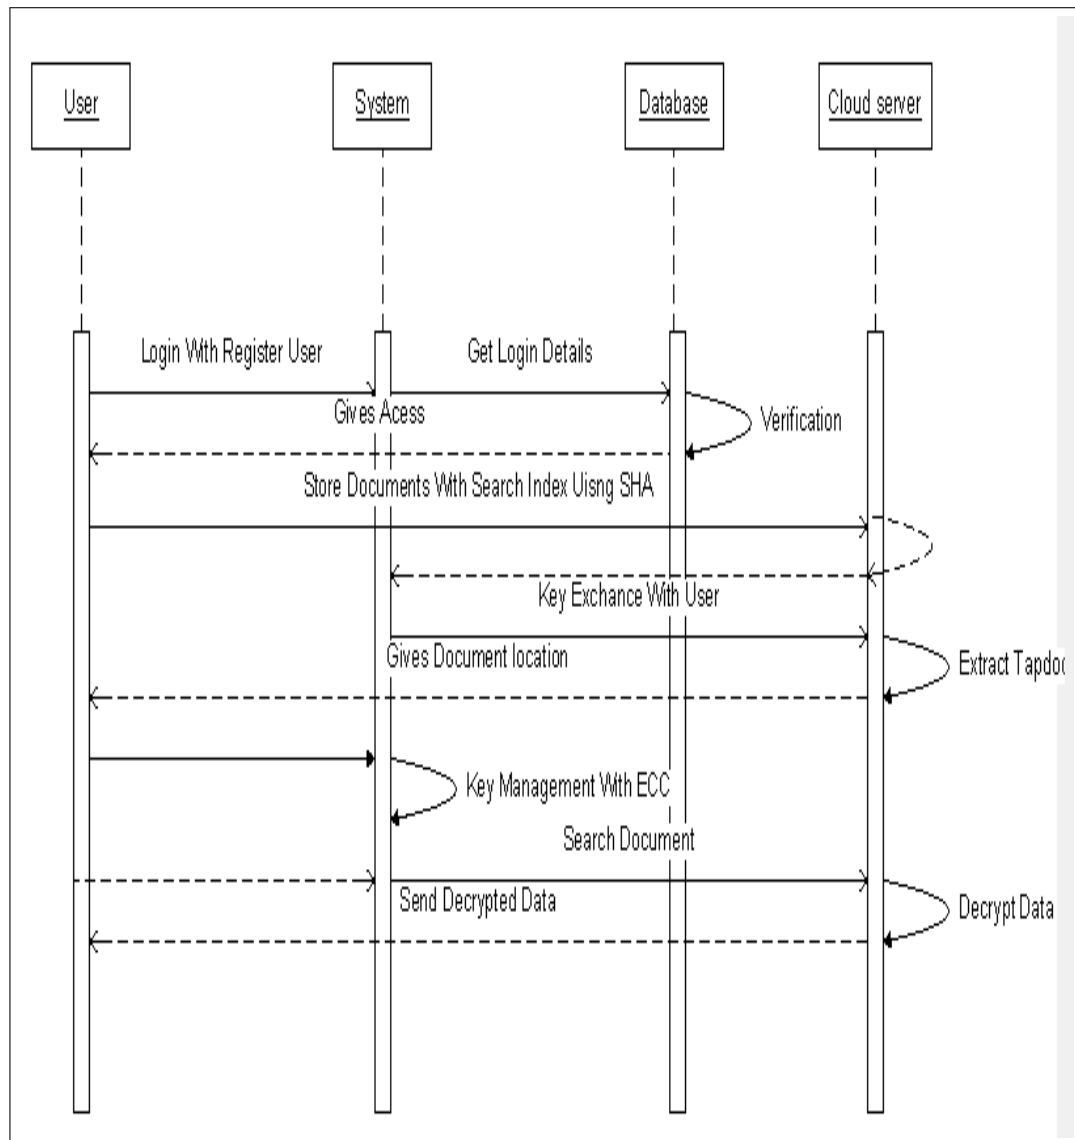 User
System
Database
Cloud server
Login With Register User
Get Login Details
Gives Acess
Verification
Store Documents With Search Index Uisng SHA
Key Exchance With User
Gives Document location
Extract Tapdoo
Key Management With ECC
Search Document
Send Decrypted Data
Decrypt Data